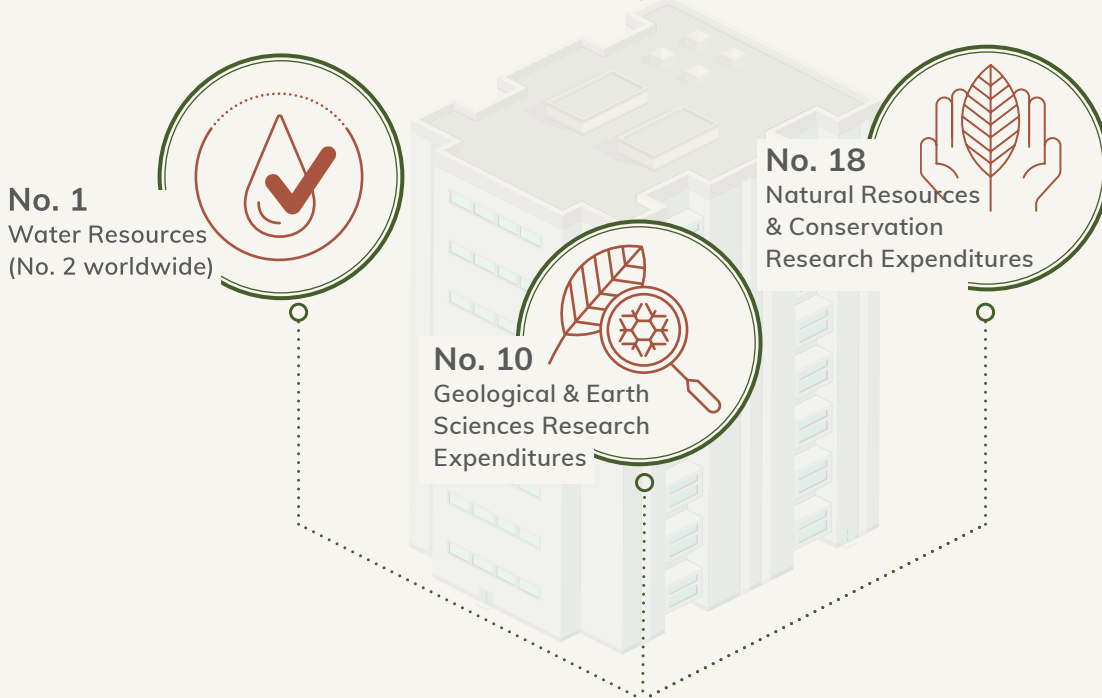 No. 1
Water Resources
(No. 2 worldwide)
No. 10
Geological & Earth
Sciences Research
Expenditures
No. 18
Natural Resources
& Conservation
Research Expenditures